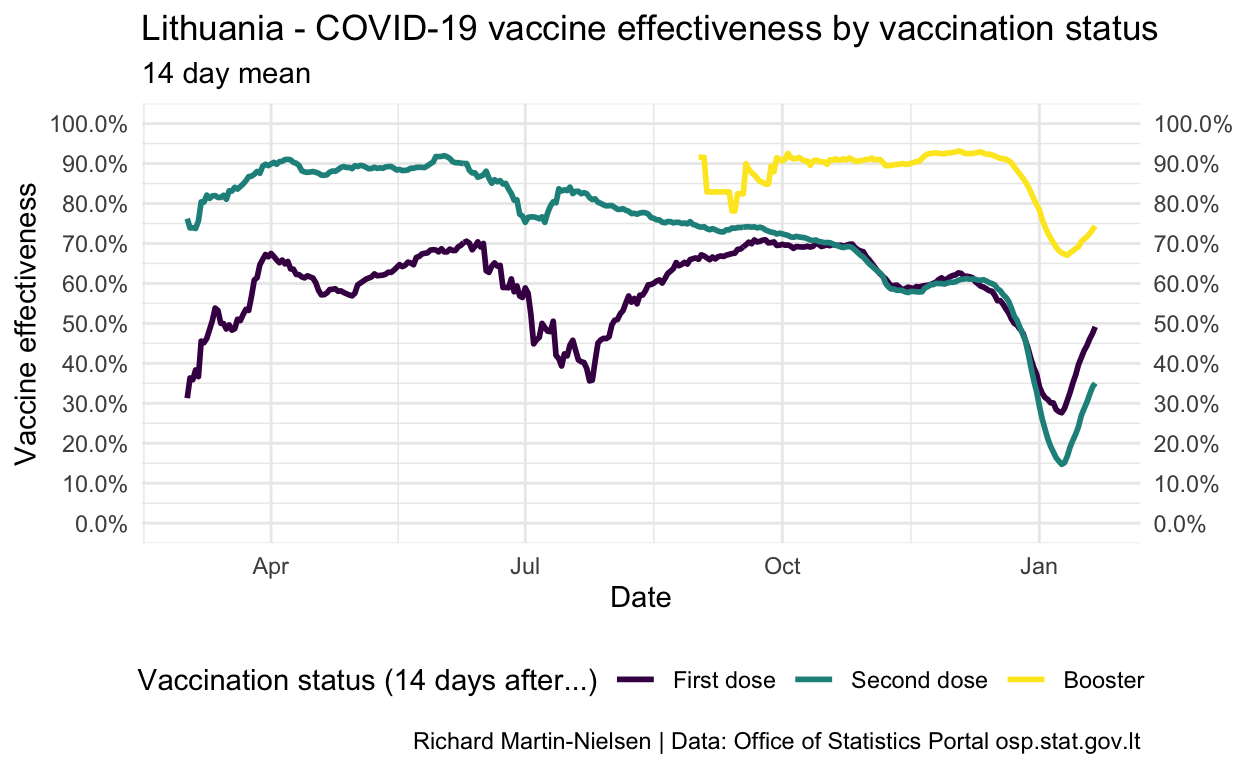 Lithuania - COVID-19 vaccine effectiveness by vaccination status
14 day mean
100.0% 100.0%
90.0% 90.0%
80.0% 80.0%
70.0% 70.0%
60.0% 60.0%
50.0% 50.0%
40.0% 40.0%
30.0% 30.0%
20.0% 20.0%
10.0% 10.0%
0.0% 0.0%
Vaccine effectiveness
Apr Jul Oct Jan
Date
Vaccination status (14 days after...) First dose Second dose Booster
Richard Martin-Nielsen | Data: Office of Statistics Portal osp.stat.gov.lt